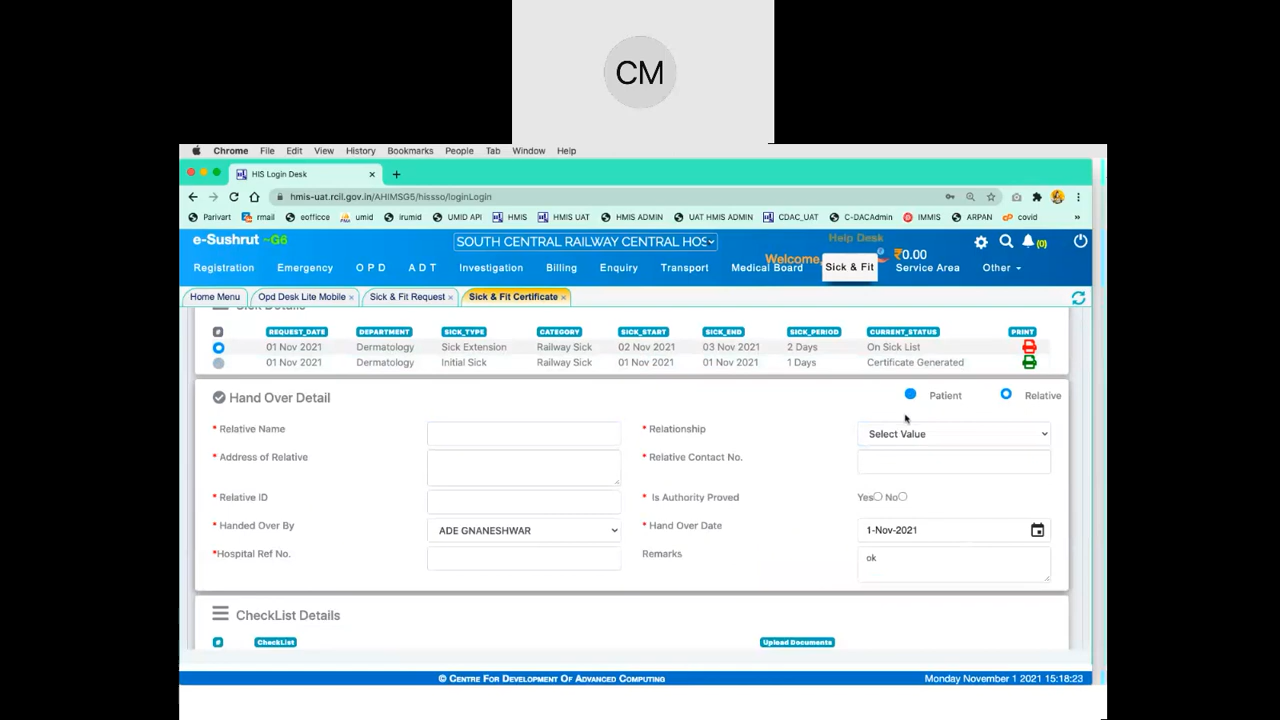 CM
Chrome File Edit View History Bookmarks People Tab Window Help
HIS Login Desk
hmis-uat.rcil.gov.in/AHIMSG5/hissso/loginLogin
Parivart rmail eofficce umid irumid UMID API HMIS HMIS UAT HMIS ADMIN UAT HMIS ADMIN CDAC_UAT C-DACAdmin IMMIS ARPAN covid »
e-Sushrut ~G6 SOUTH CENTRAL RAILWAY CENTRAL HOS Help Desk
Welcome, ₹0.00 (0)
Registration Emergency O P D A D T Investigation Billing Enquiry Transport Medical Board Sick & Fit Service Area Other
Home Menu Opd Desk Lite Mobile × Sick & Fit Request × Sick & Fit Certificate ×
Sick Details
# REQUEST_DATE DEPARTMENT SICK_TYPE CATEGORY SICK_START SICK_END SICK_PERIOD CURRENT_STATUS PRINT
01 Nov 2021 Dermatology Sick Extension Railway Sick 02 Nov 2021 03 Nov 2021 2 Days On Sick List
01 Nov 2021 Dermatology Initial Sick Railway Sick 01 Nov 2021 01 Nov 2021 1 Days Certificate Generated
Hand Over Detail Patient Relative
* Relative Name * Relationship Select Value
* Address of Relative * Relative Contact No.
* Relative ID * Is Authority Proved Yes No
* Handed Over By ADE GNANESHWAR * Hand Over Date 1-Nov-2021
*Hospital Ref No. Remarks ok
CheckList Details
# CheckList Upload Documents
© CENTRE FOR DEVELOPMENT OF ADVANCED COMPUTING Monday November 1 2021 15:18:23